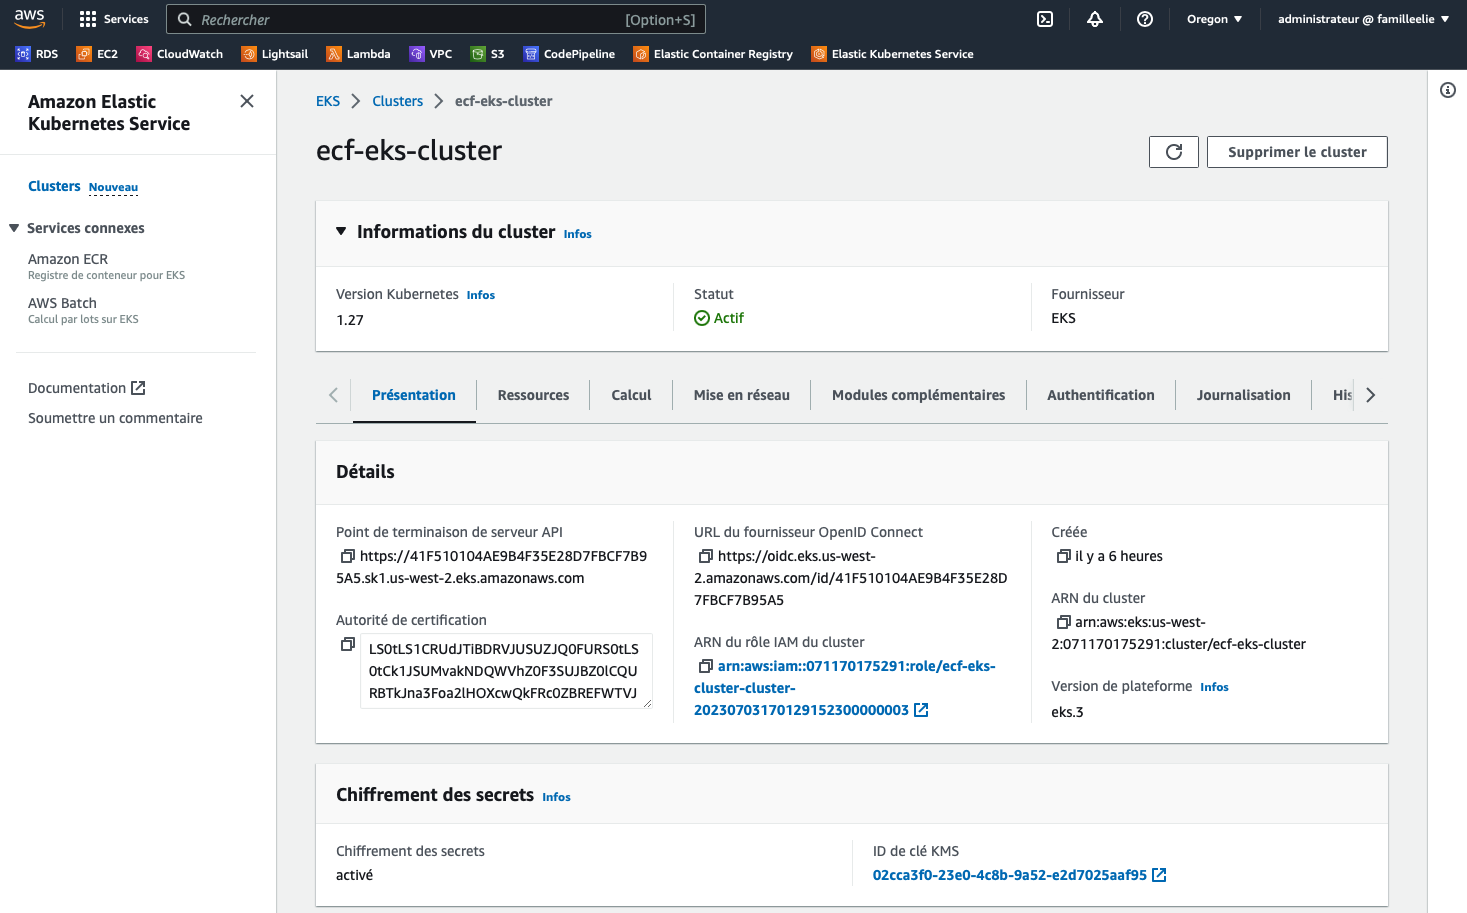 aws
Services
Rechercher
[Option+S]
Oregon
administrateur @ familleelie
RDS
EC2
CloudWatch
Lightsail
Lambda
VPC
S3
CodePipeline
Elastic Container Registry
Elastic Kubernetes Service
Amazon Elastic
Kubernetes Service
Clusters Nouveau
Services connexes
Amazon ECR
Registre de conteneur pour EKS
AWS Batch
Calcul par lots sur EKS
Documentation
Soumettre un commentaire
EKS
Clusters
ecf-eks-cluster
ecf-eks-cluster
Supprimer le cluster
Informations du cluster Infos
Version Kubernetes Infos
1.27
Statut
Actif
Fournisseur
EKS
Présentation
Ressources
Calcul
Mise en réseau
Modules complémentaires
Authentification
Journalisation
His
Détails
Point de terminaison de serveur API
https://41F510104AE9B4F35E28D7FBCF7B9
5A5.sk1.us-west-2.eks.amazonaws.com
Autorité de certification
LS0tLS1CRUdJTiBDRVJUSUZJQ0FURS0tLS
0tCk1JSUMvakNDQWVhZ0F3SUJBZ0lCQU
RBTkJna3Foa2lHOXcwQkFRc0ZBREFWTVJ
URL du fournisseur OpenID Connect
https://oidc.eks.us-west-
2.amazonaws.com/id/41F510104AE9B4F35E28D
7FBCF7B95A5
ARN du rôle IAM du cluster
arn:aws:iam::071170175291:role/ecf-eks-
cluster-cluster-
20230703170129152300000003
Créée
il y a 6 heures
ARN du cluster
arn:aws:eks:us-west-
2:071170175291:cluster/ecf-eks-cluster
Version de plateforme Infos
eks.3
Chiffrement des secrets Infos
Chiffrement des secrets
activé
ID de clé KMS
02cca3f0-23e0-4c8b-9a52-e2d7025aaf95